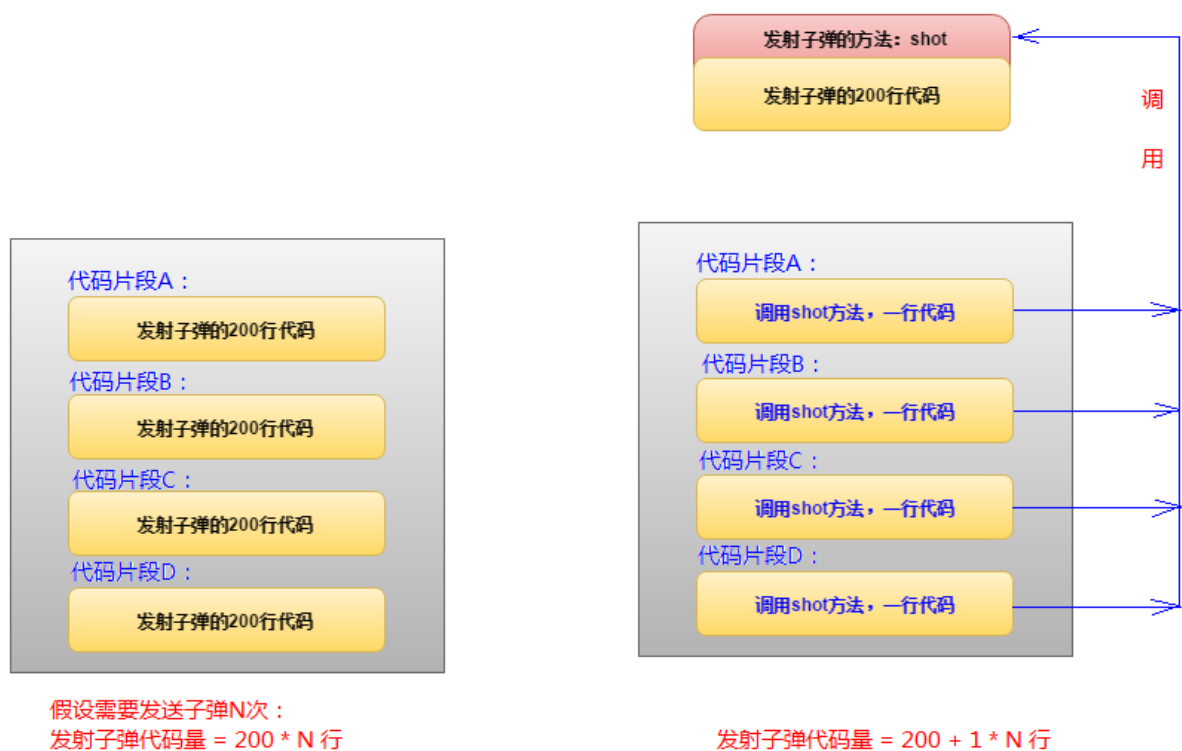 代码片段A：
发射子弹的200行代码
代码片段B：
发射子弹的200行代码
代码片段C：
发射子弹的200行代码
代码片段D：
发射子弹的200行代码
假设需要发送子弹N次：
发射子弹代码量 = 200 * N 行
发射子弹的方法：shot
发射子弹的200行代码
调
用
代码片段A：
调用shot方法，一行代码
代码片段B：
调用shot方法，一行代码
代码片段C：
调用shot方法，一行代码
代码片段D：
调用shot方法，一行代码
发射子弹代码量 = 200 + 1 * N 行